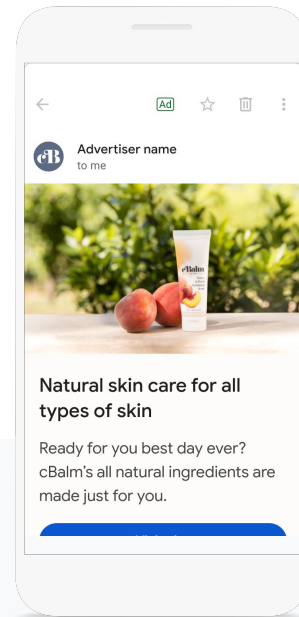 Ad
cB
Advertiser name
to me
cBalm
Natural skin care for all
types of skin
Ready for you best day ever?
cBalm's all natural ingredients are
made just for you.